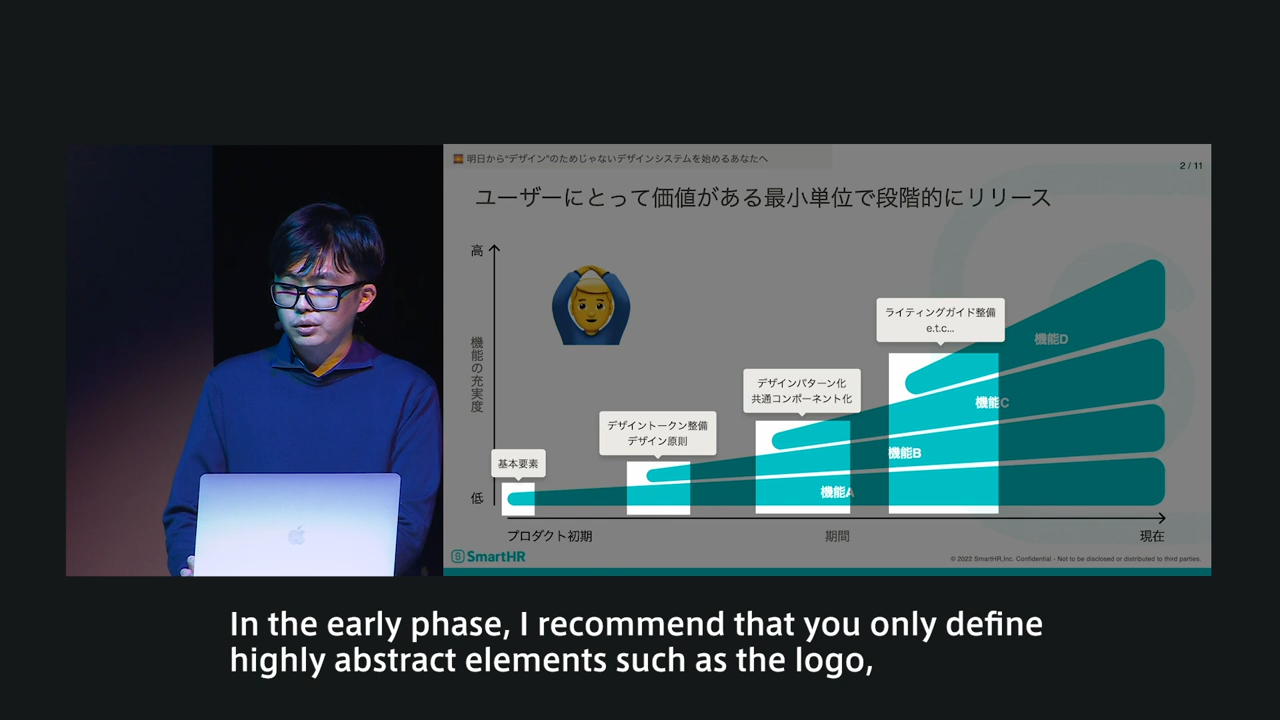 明日から“デザイン”のためじゃないデザインシステムを始めるあなたへ
2 / 11
ユーザーにとって価値がある最小単位で段階的にリリース
高
機能の充実度
低
ライティングガイド整備
e.t.c...
デザインパターン化
共通コンポーネント化
デザイントークン整備
デザイン原則
基本要素
機能D
機能C
機能B
機能A
プロダクト初期
期間
現在
SmartHR
© 2022 SmartHR,Inc. Confidential - Not to be disclosed or distributed to third parties.
In the early phase, I recommend that you only define
highly abstract elements such as the logo,